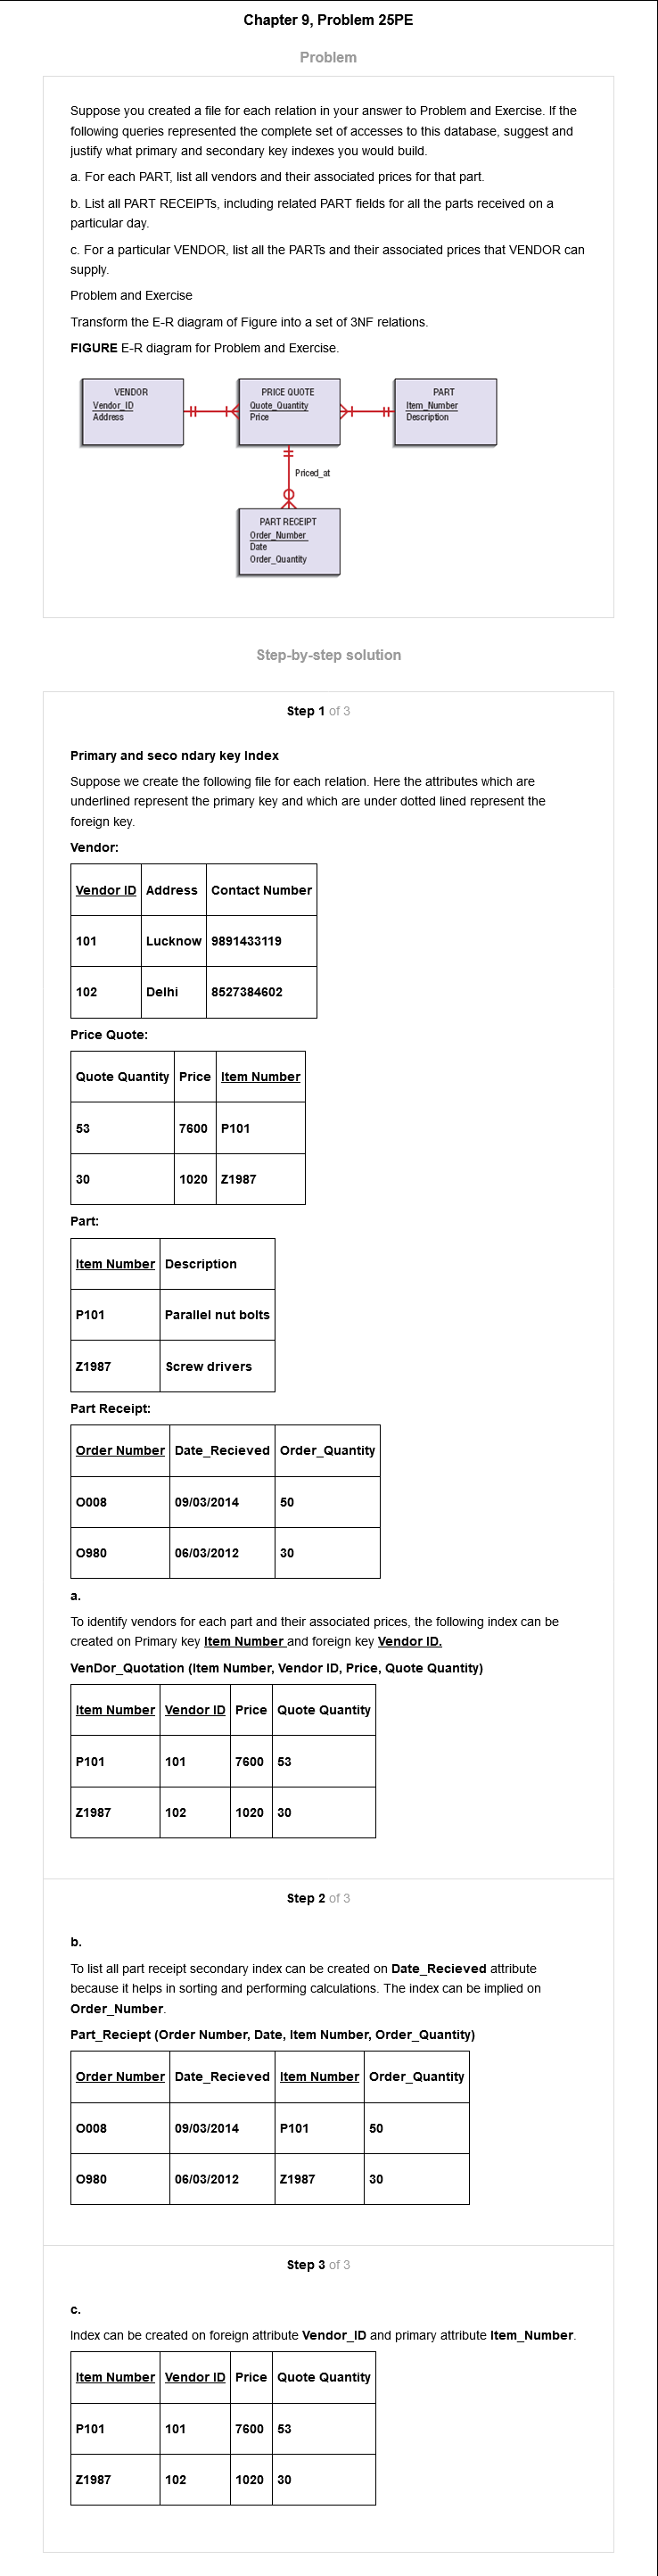 Chapter 9, Problem 25PE
Problem
Suppose you created a file for each relation in your answer to Problem and Exercise. If the
following queries represented the complete set of accesses to this database, suggest and
justify what primary and secondary key indexes you would build.
a. For each PART, list all vendors and their associated prices for that part.
b. List all PART RECEIPTs, including related PART fields for all the parts received on a
particular day.
c. For a particular VENDOR, list all the PARTs and their associated prices that VENDOR can
supply.
Problem and Exercise
Transform the E-R diagram of Figure into a set of 3NF relations.
FIGURE E-R diagram for Problem and Exercise.
VENDOR
Vendor_ID
Address
PRICE QUOTE
Quote_Quantity
Price
PART
Item_Number
Description
Priced_at
PART RECEIPT
Order_Number
Date
Order_Quantity
Step-by-step solution
Step 1 of 3
Primary and seco ndary key Index
Suppose we create the following file for each relation. Here the attributes which are
underlined represent the primary key and which are under dotted lined represent the
foreign key.
Vendor:
Vendor ID Address Contact Number
101 Lucknow 9891433119
102 Delhi 8527384602
Price Quote:
Quote Quantity Price Item Number
53 7600 P101
30 1020 Z1987
Part:
Item Number Description
P101 Parallel nut bolts
Z1987 Screw drivers
Part Receipt:
Order Number Date_Recieved Order_Quantity
O008 09/03/2014 50
O980 06/03/2012 30
a.
To identify vendors for each part and their associated prices, the following index can be
created on Primary key Item Number and foreign key Vendor ID.
VenDor_Quotation (Item Number, Vendor ID, Price, Quote Quantity)
Item Number Vendor ID Price Quote Quantity
P101 101 7600 53
Z1987 102 1020 30
Step 2 of 3
b.
To list all part receipt secondary index can be created on Date_Recieved attribute
because it helps in sorting and performing calculations. The index can be implied on
Order_Number.
Part_Reciept (Order Number, Date, Item Number, Order_Quantity)
Order Number Date_Recieved Item Number Order_Quantity
O008 09/03/2014 P101 50
O980 06/03/2012 Z1987 30
Step 3 of 3
c.
Index can be created on foreign attribute Vendor_ID and primary attribute Item_Number.
Item Number Vendor ID Price Quote Quantity
P101 101 7600 53
Z1987 102 1020 30